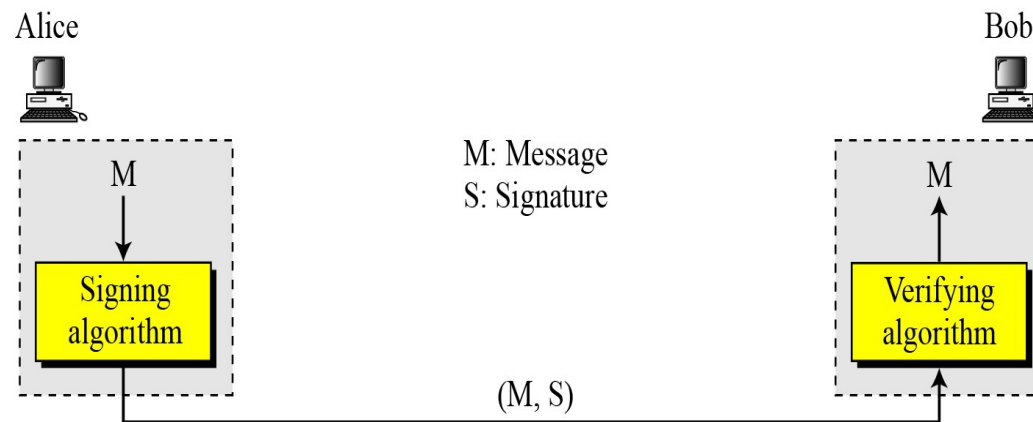 Alice
Bob
M: Message
S: Signature
M
M
Signing
algorithm
Verifying
algorithm
(M, S)